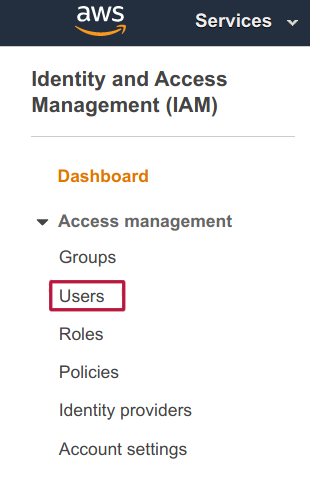 aws
Services
Identity and Access
Management (IAM)
Dashboard
Access management
Groups
Users
Roles
Policies
Identity providers
Account settings